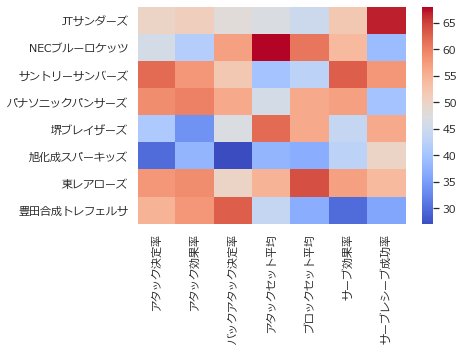 JTサンダーズ
NECブルーロケッツ
サントリーサンバーズ
パナソニックパンサーズ
堺ブレイザーズ
旭化成スパーキッズ
東レアローズ
豊田合成トレフェルサ
アタック決定率
アタック効果率
バックアタック決定率
アタックセット平均
ブロックセット平均
サーブ効果率
サーブレシーブ成功率
65
60
55
50
45
40
35
30